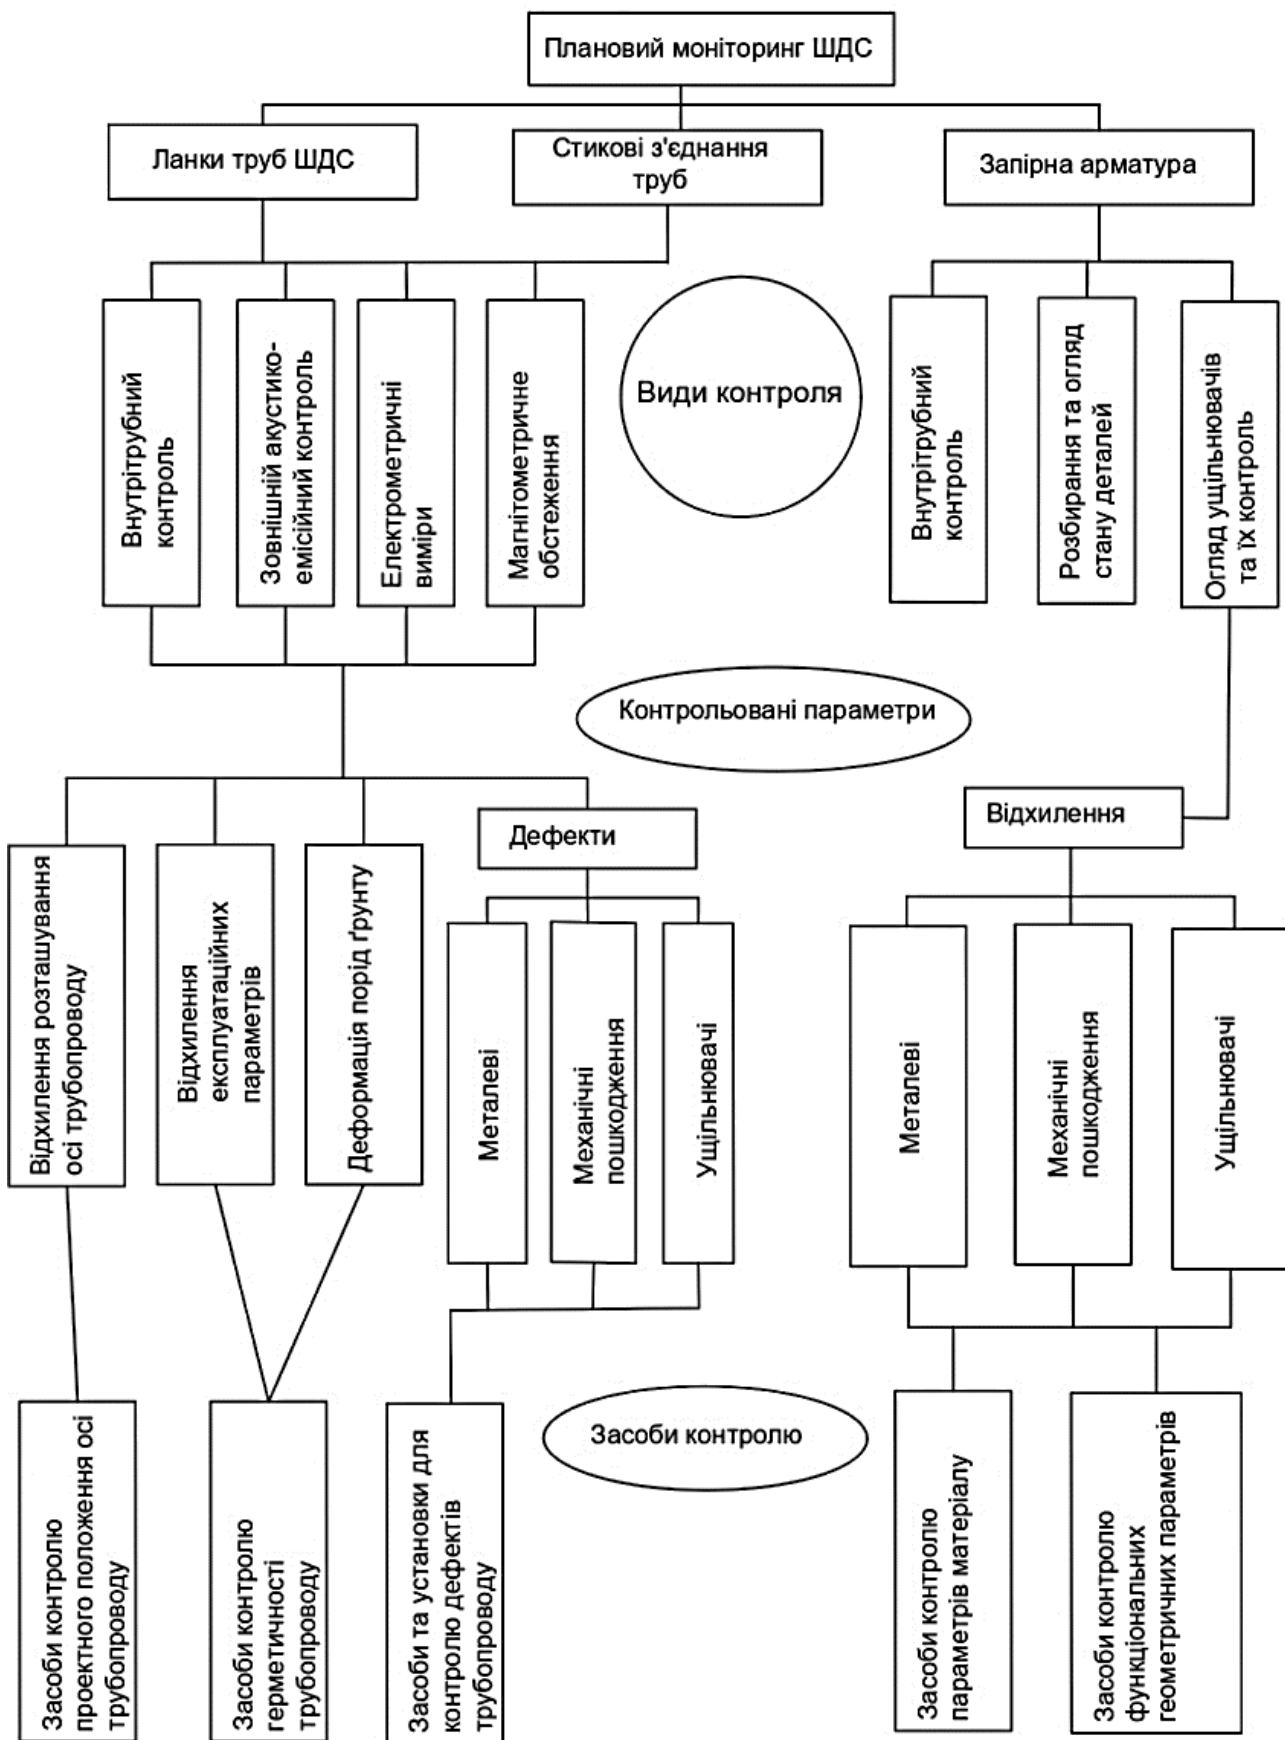 Плановий моніторинг ШДС
Ланки труб ШДС
Стикові з'єднання
труб
Запірна арматура
Внутрітрубний
контроль
Зовнішній акустико-
емісійний контроль
Електрометричні
виміри
Магнітометричне
обстеження
Види контроля
Внутрітрубний
контроль
Розбирання та огляд
стану деталей
Огляд ущільнювачів
та їх контроль
Контрольовані параметри
Відхилення розташування
осі трубопроводу
Відхилення
експлуатаційних
параметрів
Деформація порід ґрунту
Дефекти
Металеві
Механічні
пошкодження
Ущільнювачі
Відхилення
Металеві
Механічні
пошкодження
Ущільнювачі
Засоби контролю
проектного положення осі
трубопроводу
Засоби контролю
герметичності
трубопроводу
Засоби та установки для
контролю дефектів
трубопроводу
Засоби контролю
Засоби контролю
параметрів матеріалу
Засоби контролю
функціональних
геометричних параметрів